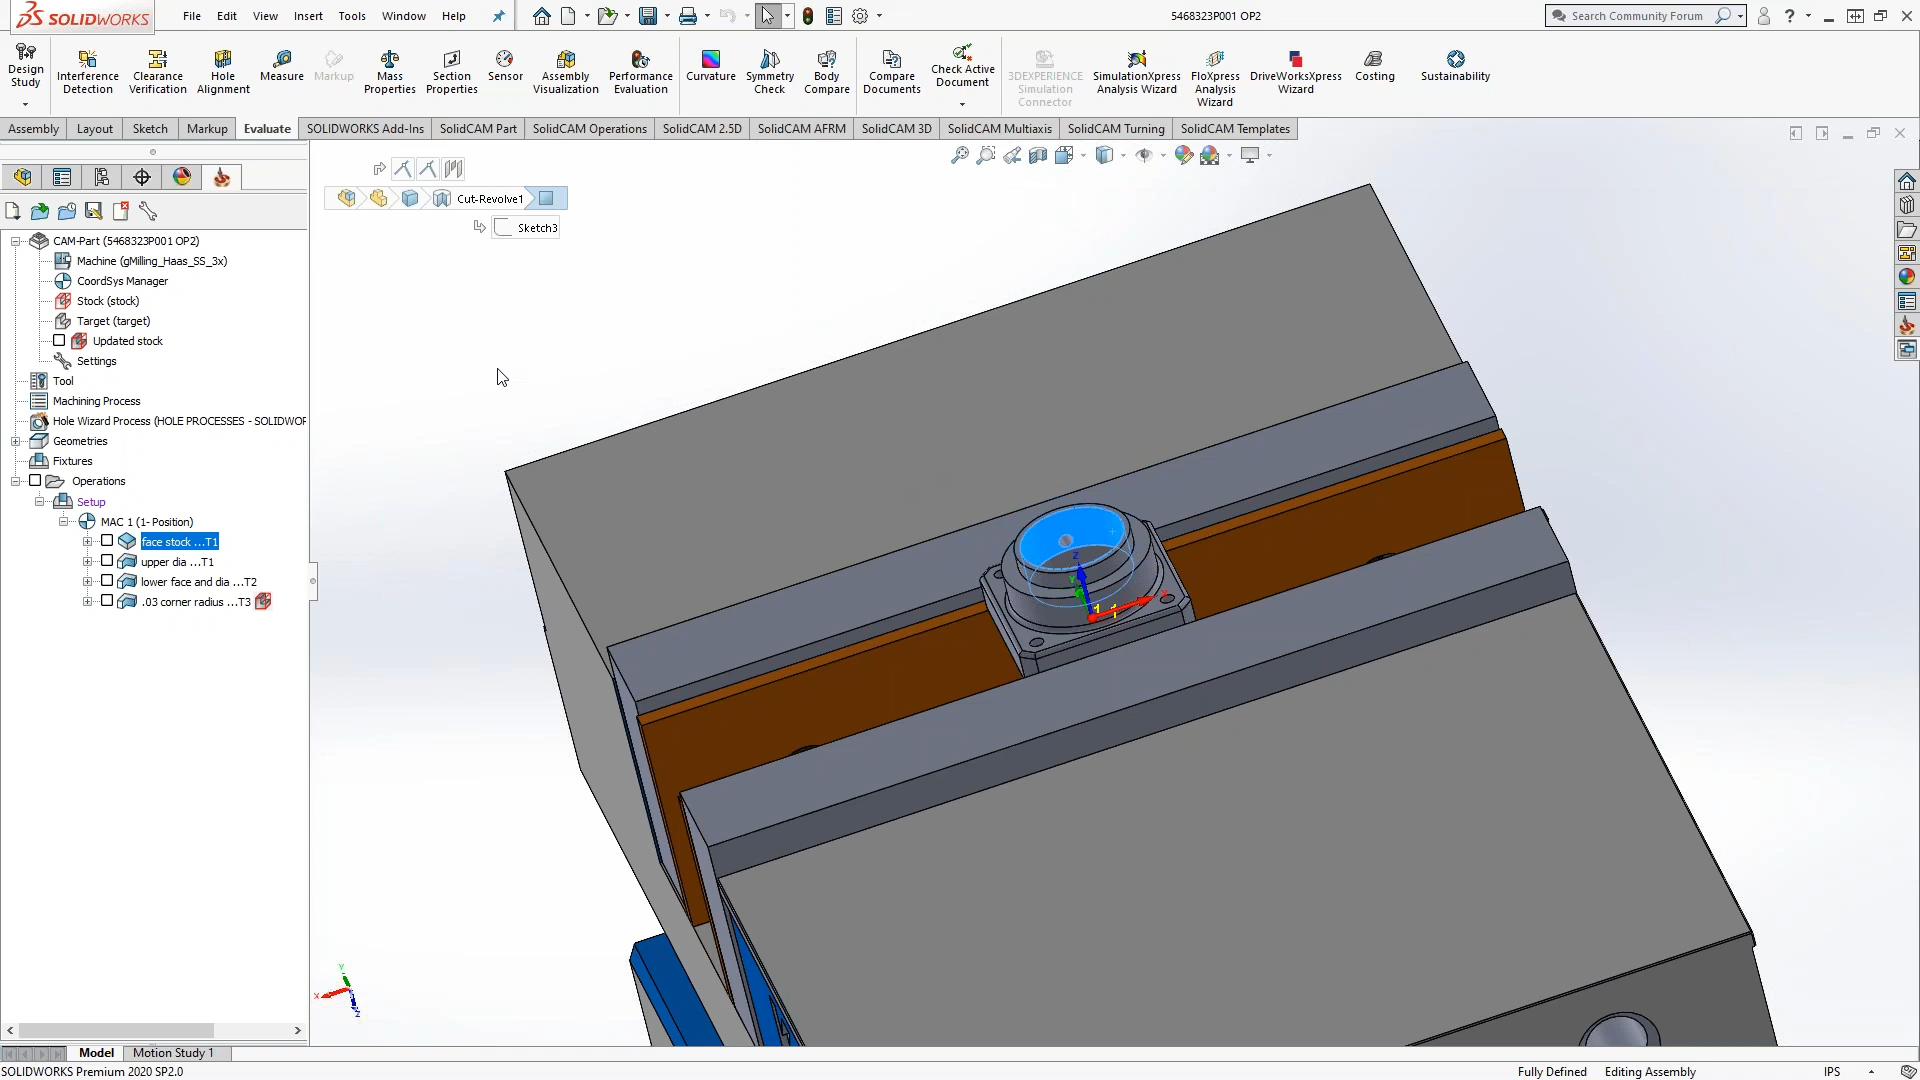 SOLIDWORKS File Edit View Insert Tools Window Help 5468323P001 OP2 Search Community Forum
Design Study
Interference Detection
Clearance Verification
Hole Alignment
Measure
Markup
Mass Properties
Section Properties
Sensor
Assembly Visualization
Performance Evaluation
Curvature
Symmetry Check
Body Compare
Compare Documents
Check Active Document
3DEXPERIENCE Simulation Connector
SimulationXpress Analysis Wizard
FloXpress Analysis Wizard
DriveWorksXpress Wizard
Costing
Sustainability
Assembly Layout Sketch Markup Evaluate SOLIDWORKS Add-Ins SolidCAM Part SolidCAM Operations SolidCAM 2.5D SolidCAM AFRM SolidCAM 3D SolidCAM Multiaxis SolidCAM Turning SolidCAM Templates
Cut-Revolve1
Sketch3
CAM-Part (5468323P001 OP2)
Machine (gMilling_Haas_SS_3x)
CoordSys Manager
Stock (stock)
Target (target)
Updated stock
Settings
Tool
Machining Process
Hole Wizard Process (HOLE PROCESSES - SOLIDWOR
Geometries
Fixtures
Operations
Setup
MAC 1 (1- Position)
face stock ...T1
upper dia ...T1
lower face and dia ...T2
.03 corner radius ...T3
Z
Y
X
1 1
Y
X
Z
Model Motion Study 1
SOLIDWORKS Premium 2020 SP2.0 Fully Defined Editing Assembly IPS